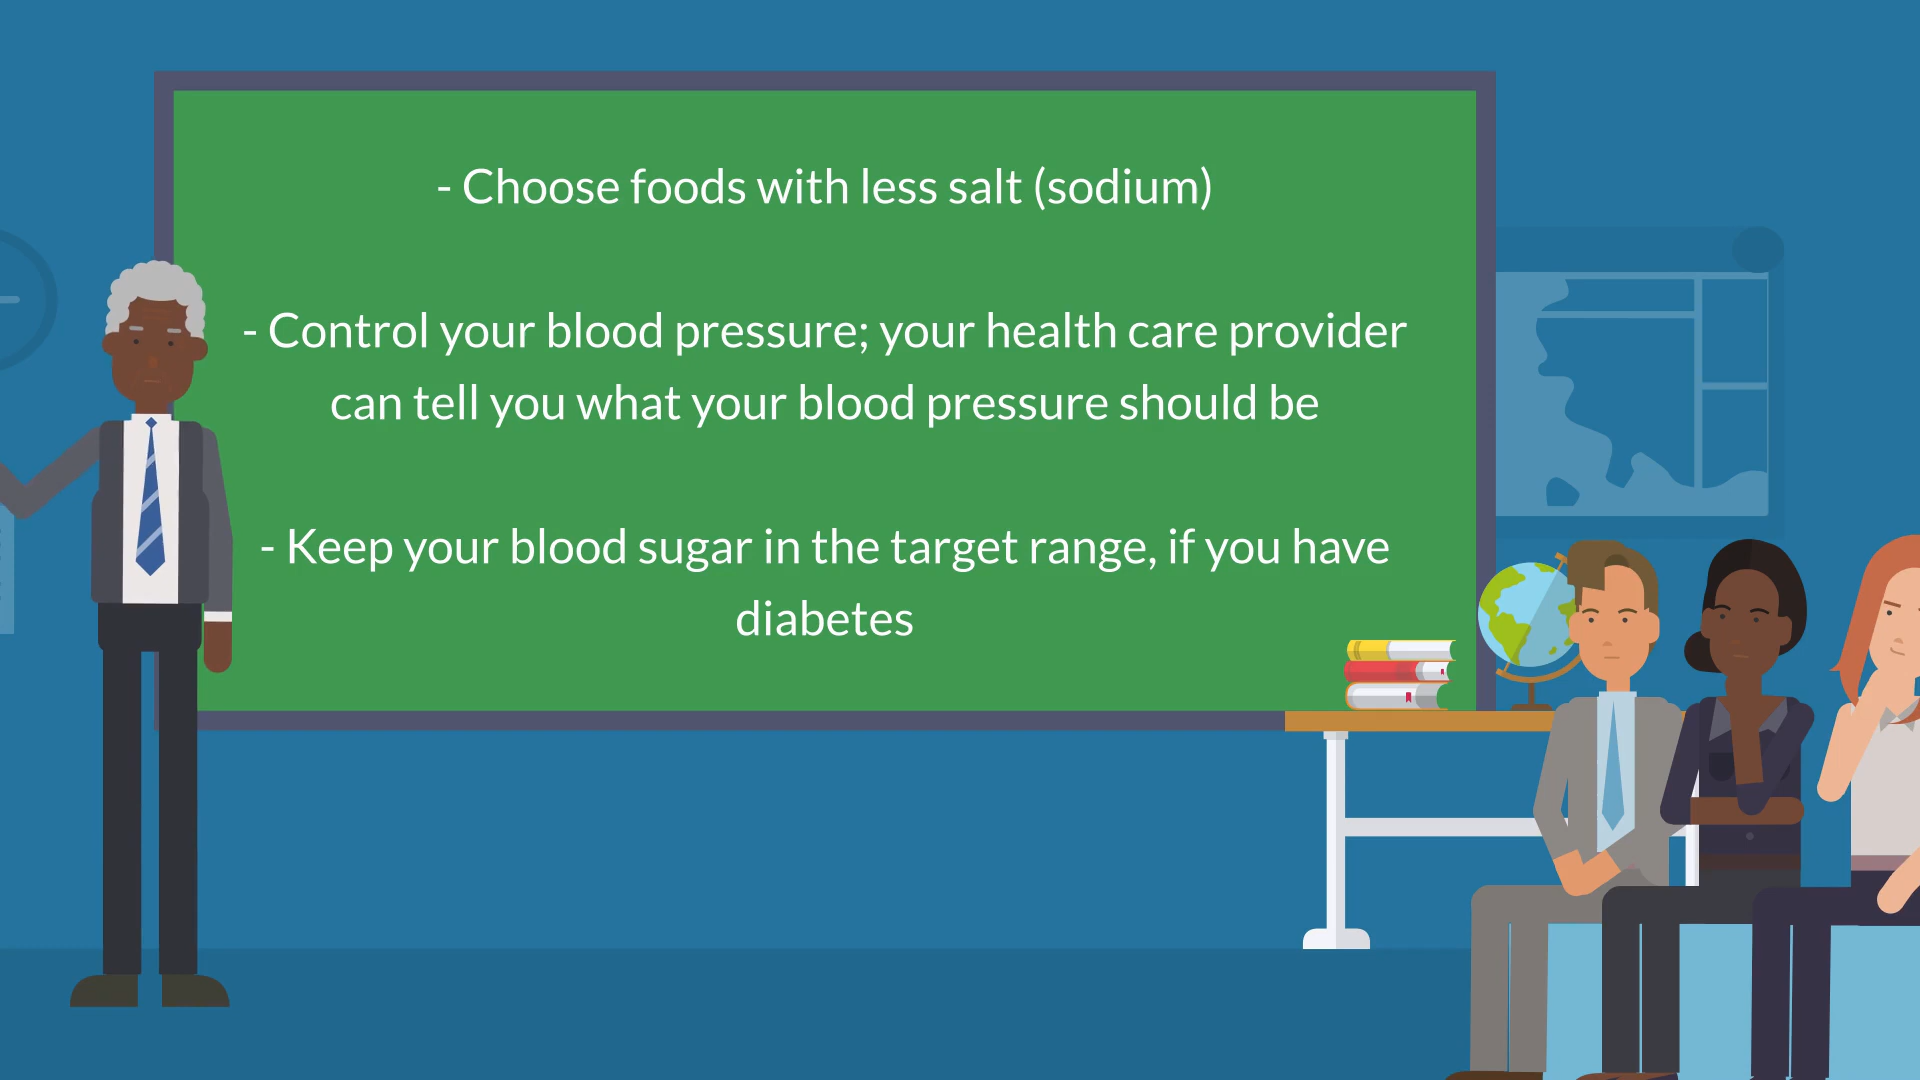 - Choose foods with less salt (sodium)
- Control your blood pressure; your health care provider
can tell you what your blood pressure should be
- Keep your blood sugar in the target range, if you have
diabetes